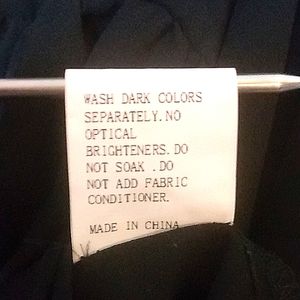 WASH DARK COLORS
SEPARATELY.NO
OPTICAL
BRIGHTENERS.DO
NOT SOAK .DO
NOT ADD FABRIC
CONDITIONER.
MADE IN CHINA